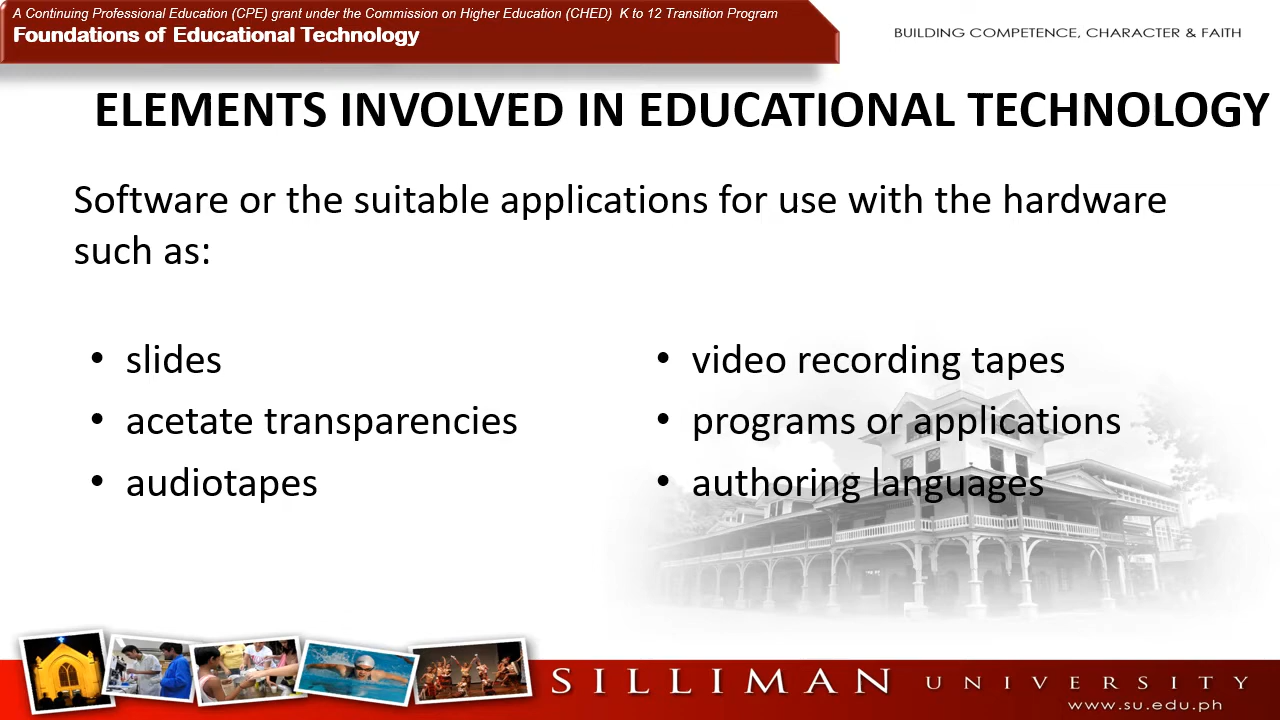 A Continuing Professional Education (CPE) grant under the Commission on Higher Education (CHED) K to 12 Transition Program
Foundations of Educational Technology
BUILDING COMPETENCE, CHARACTER & FAITH
ELEMENTS INVOLVED IN EDUCATIONAL TECHNOLOGY
Software or the suitable applications for use with the hardware
such as:
• slides
• acetate transparencies
• audiotapes
• video recording tapes
• programs or applications
• authoring languages
SILLIMAN UNIVERSITY
www.su.edu.ph